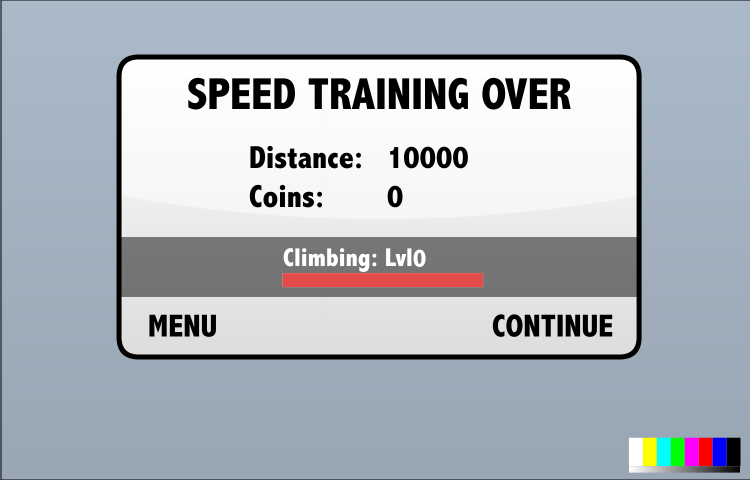 SPEED TRAINING OVER
Distance: 10000
Coins: 0
Climbing: Lvl0
MENU CONTINUE